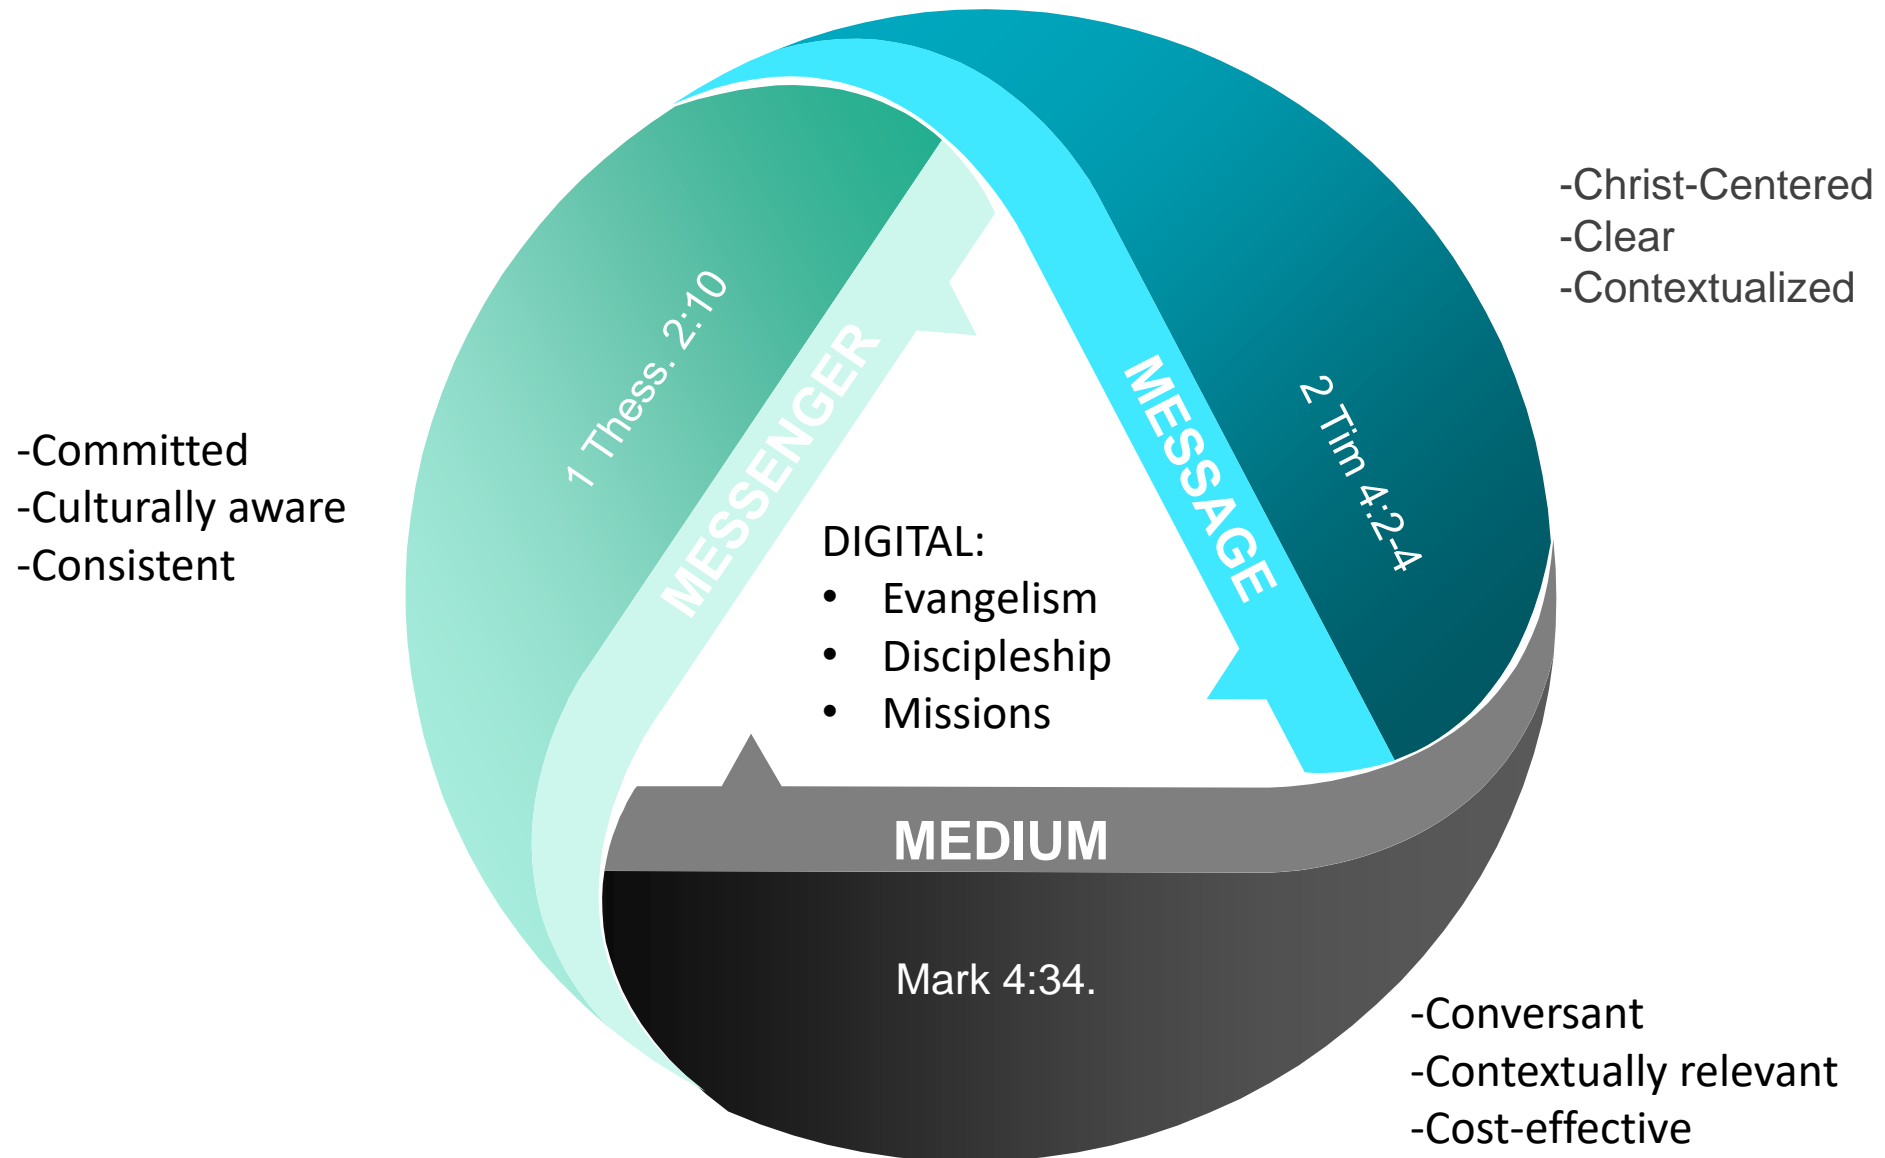 -Christ-Centered
-Clear
-Contextualized
1 Thess. 2:10
MESSENGER
MESSAGE
2 Tim 4:2-4
-Committed
-Culturally aware
-Consistent
DIGITAL:
• Evangelism
• Discipleship
• Missions
MEDIUM
Mark 4:34.
-Conversant
-Contextually relevant
-Cost-effective